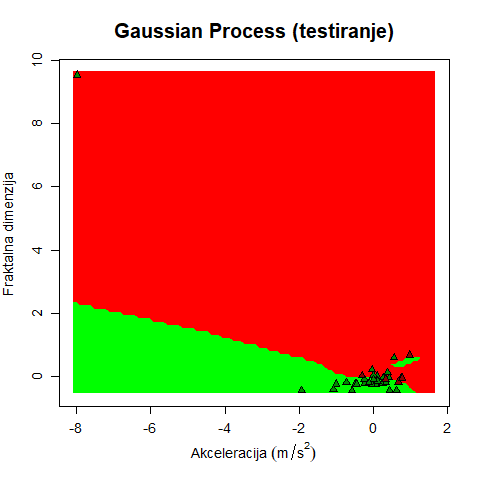 Gaussian Process (testiranje)
Fraktalna dimenzija
10
8
6
4
2
0
-8 -6 -4 -2 0 2
Akceleracija (m/s²)